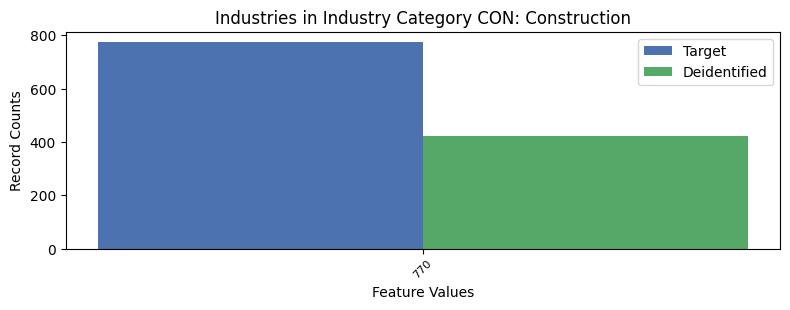 Industries in Industry Category CON: Construction
Target
Deidentified
Record Counts
800
600
400
200
0
770
Feature Values